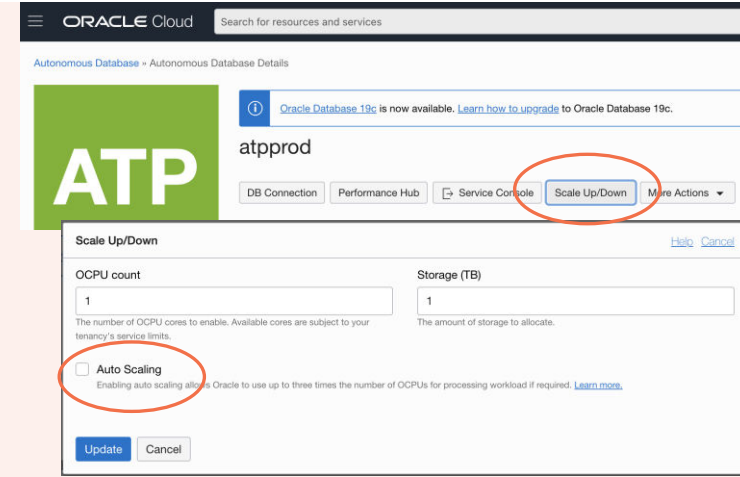 ORACLE Cloud
Search for resources and services
Autonomous Database » Autonomous Database Details
Oracle Database 19c is now available. Learn how to upgrade to Oracle Database 19c.
ATP
atpprod
DB Connection
Performance Hub
Service Console
Scale Up/Down
More Actions
Scale Up/Down
Help Cancel
OCPU count
Storage (TB)
1
1
The number of OCPU cores to enable. Available cores are subject to your
tenancy's service limits.
The amount of storage to allocate.
Auto Scaling
Enabling auto scaling allows Oracle to use up to three times the number of OCPUs for processing workload if required. Learn more.
Update
Cancel